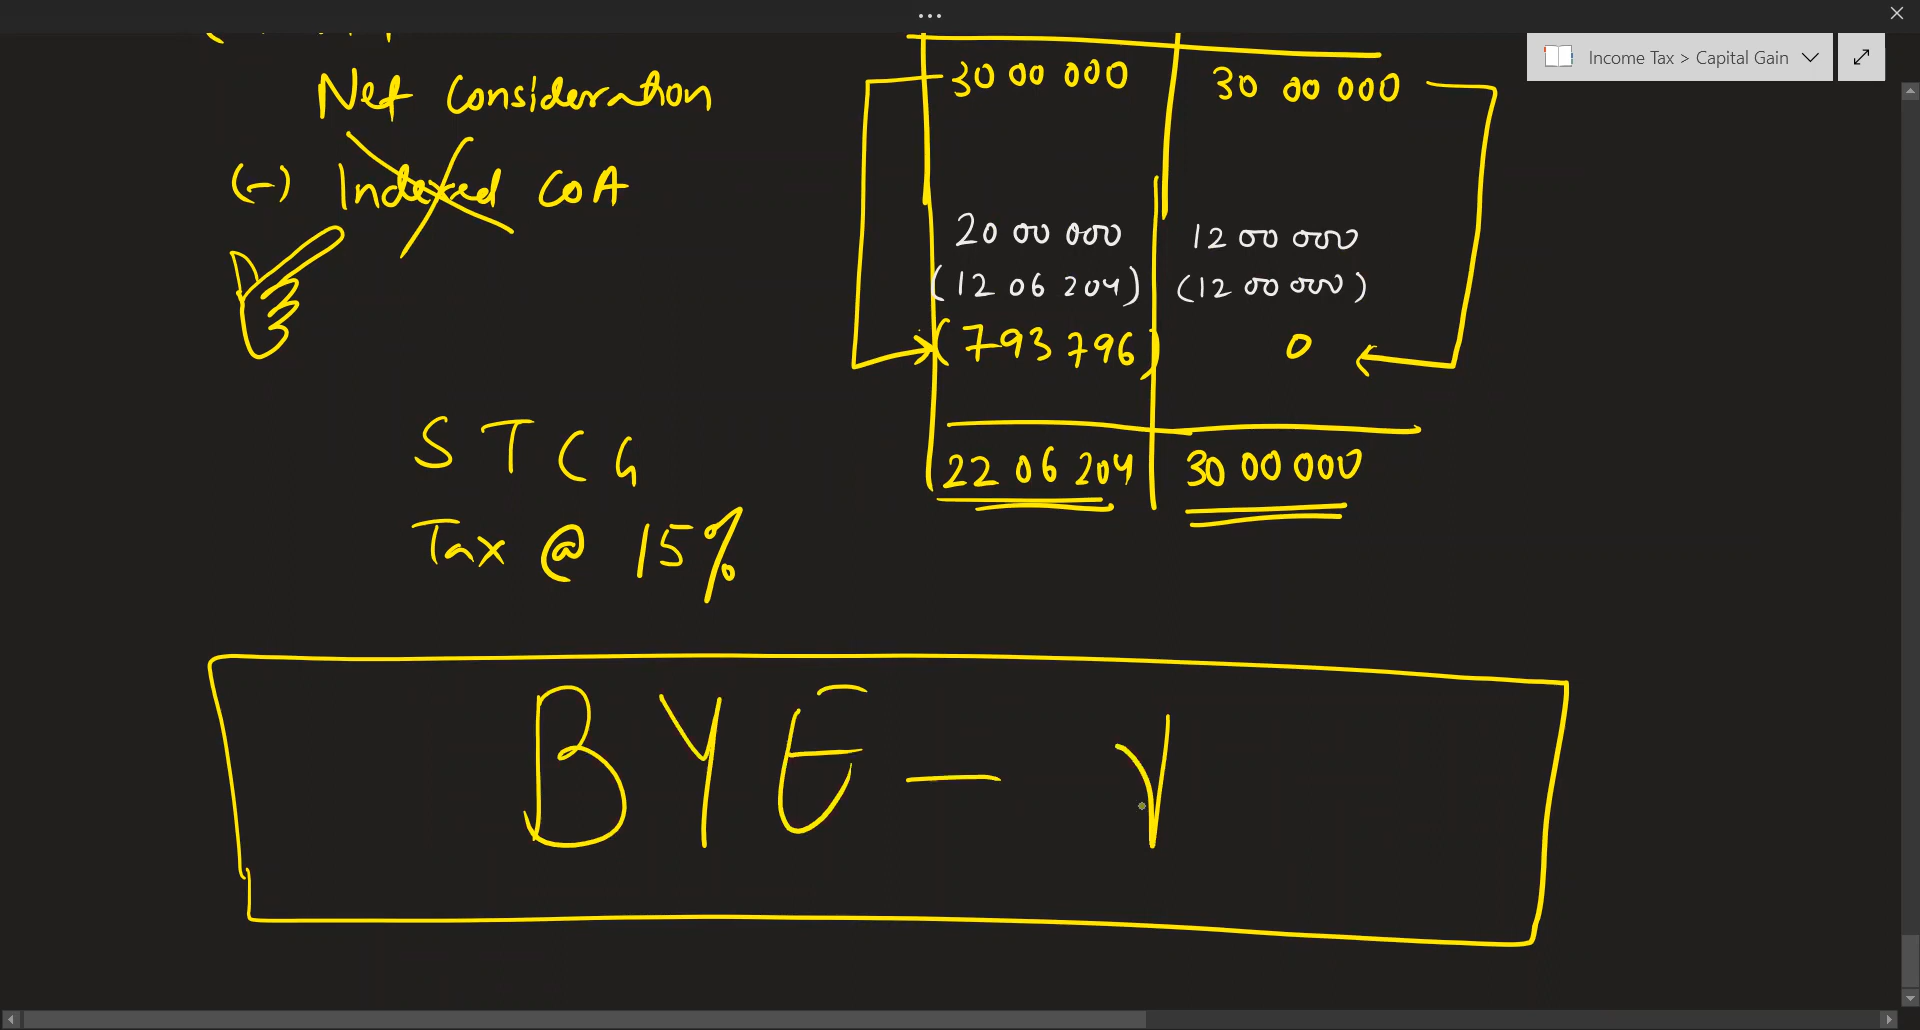 Income Tax > Capital Gain
30 00 000 30 00 000
Net Consideration
(-) Indexed CoA
20 00 000 12 00 000
(12 06 204) (12 00 000)
(793 796) 0
STCG
22 06 204 30 00 000
Tax @ 15%
BYE - Y